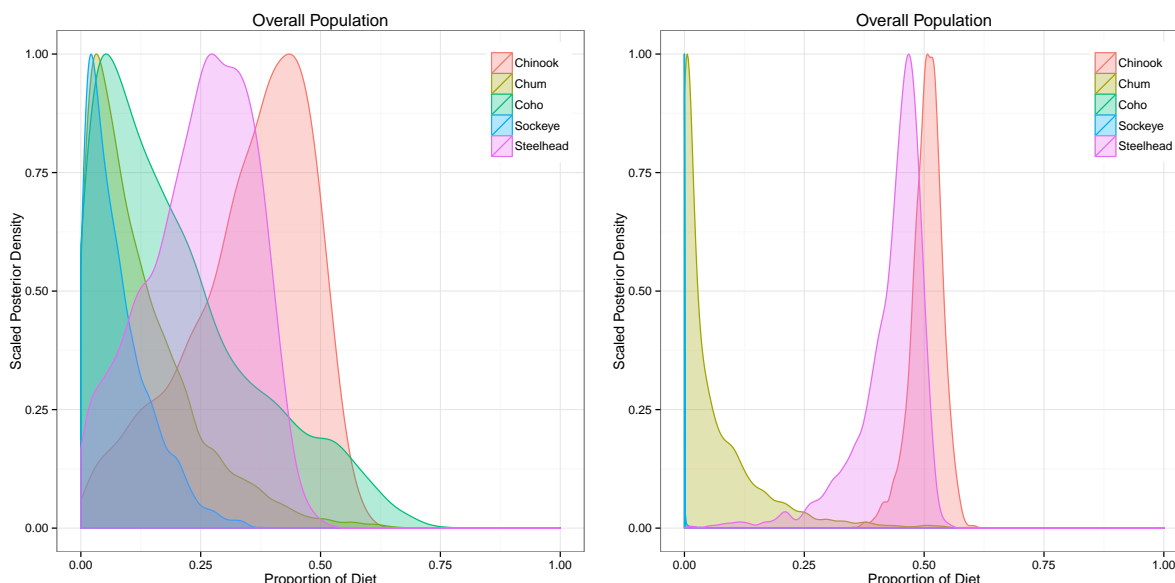 Overall Population
Scaled Posterior Density
1.00
0.75
0.50
0.25
0.00
Chinook
Chum
Coho
Sockeye
Steelhead
0.00 0.25 0.50 0.75 1.00
Proportion of Diet
Overall Population
Scaled Posterior Density
1.00
0.75
0.50
0.25
0.00
Chinook
Chum
Coho
Sockeye
Steelhead
0.00 0.25 0.50 0.75 1.00
Proportion of Diet